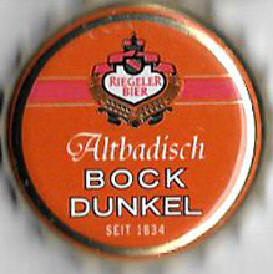 RIEGELER
BIER
Altbadisch
BOCK
DUNKEL
SEIT 1834